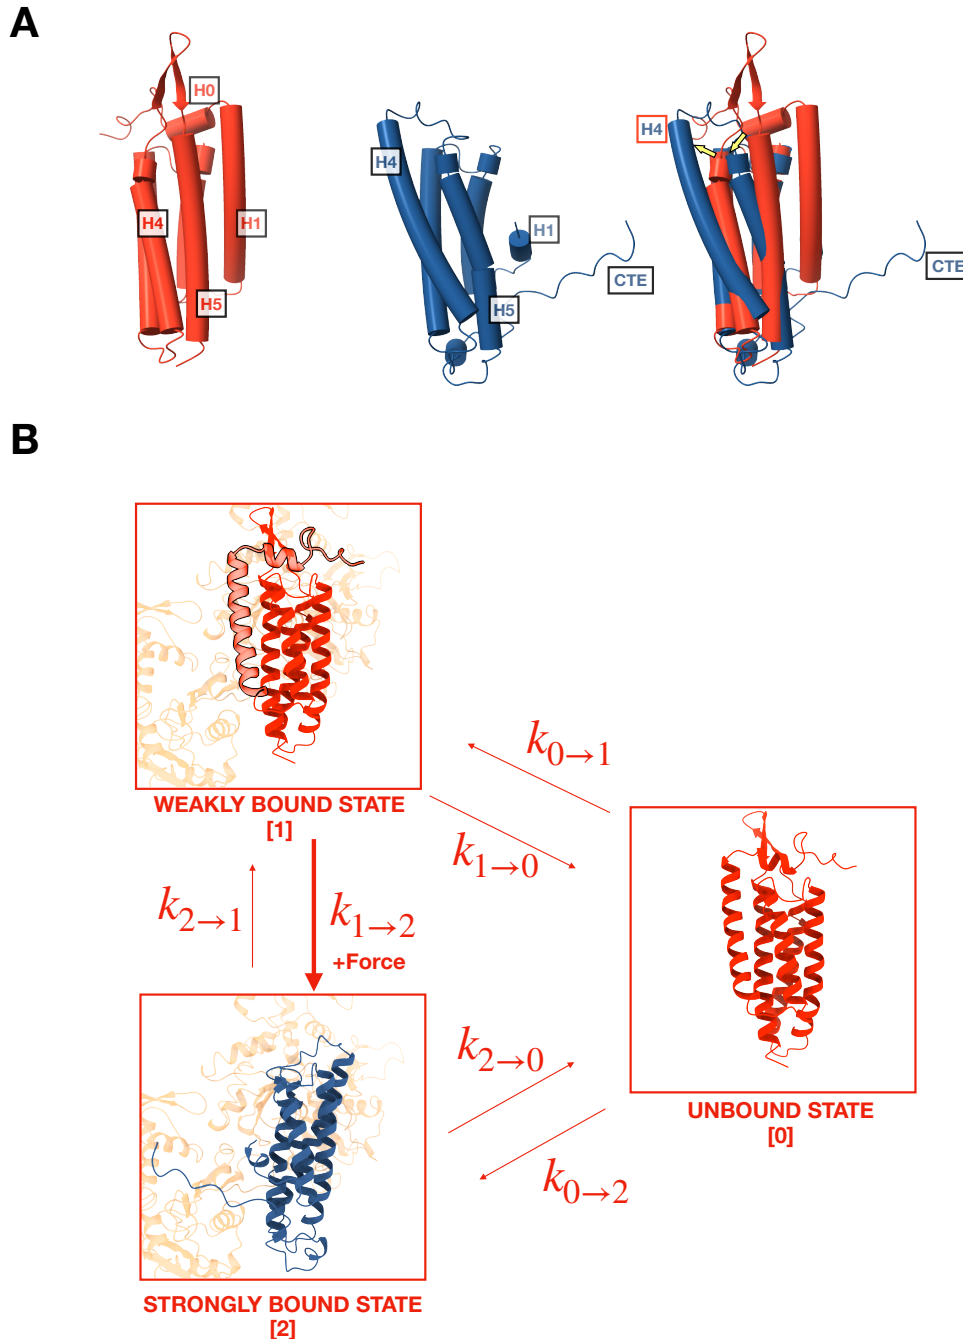 A
H0
H4
H1
H5
H4
H1
CTE
H5
H4
CTE
B
WEAKLY BOUND STATE
[1]
k0→1
k1→0
k2→1
k1→2
+Force
UNBOUND STATE
[0]
k2→0
k0→2
STRONGLY BOUND STATE
[2]